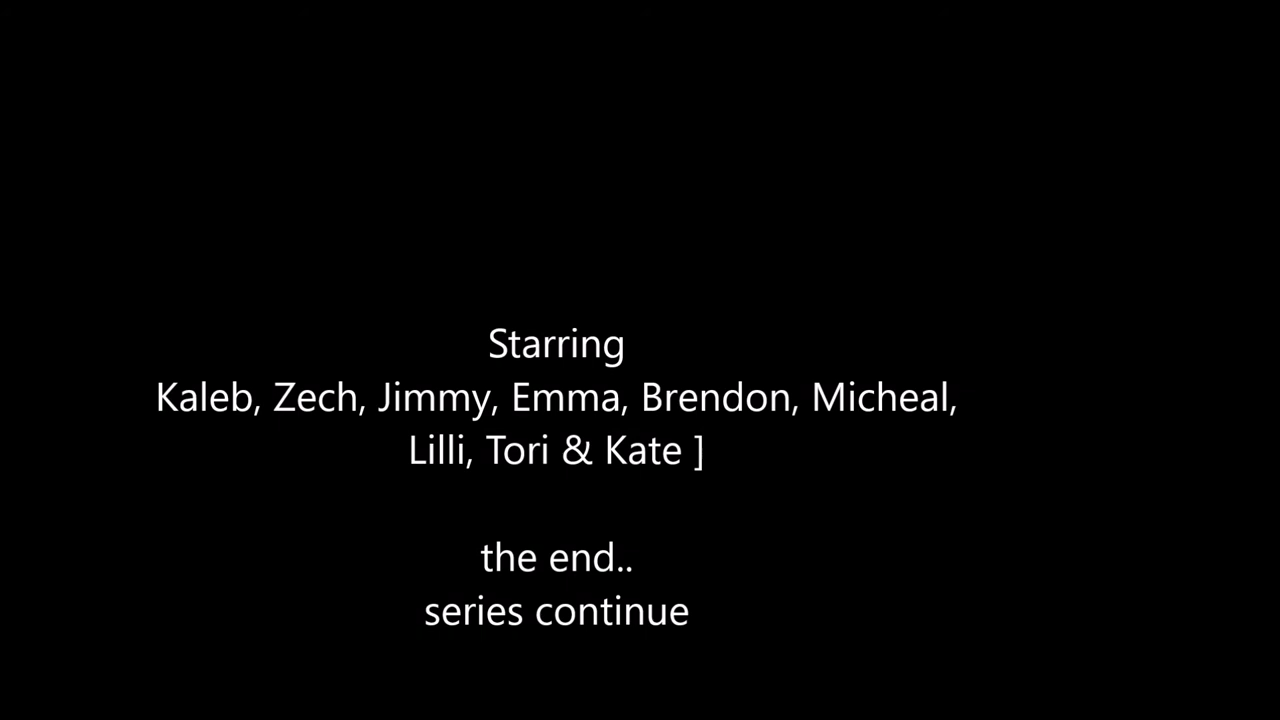 Starring
Kaleb, Zech, Jimmy, Emma, Brendon, Micheal,
Lilli, Tori & Kate ]
the end..
series continue